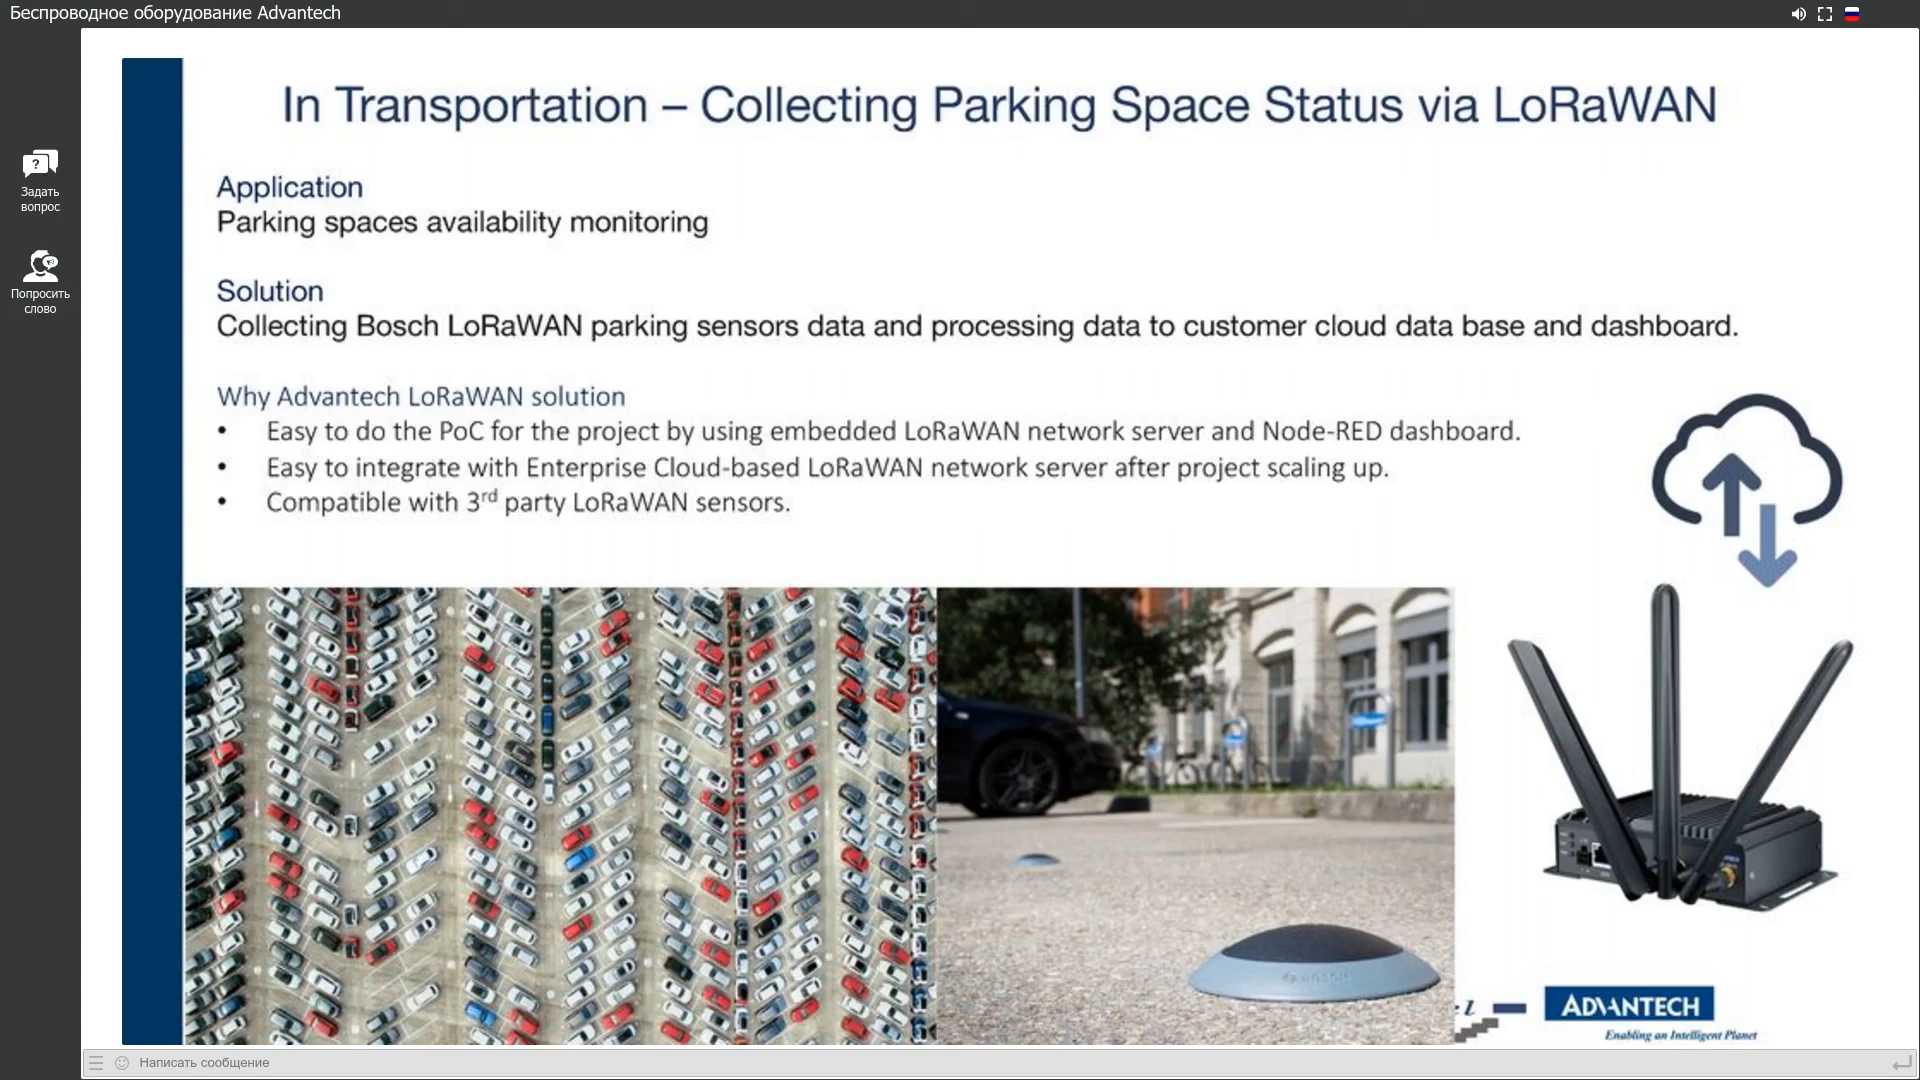 Беспроводное оборудование Advantech
Задать
вопрос
Попросить
слово
In Transportation – Collecting Parking Space Status via LoRaWAN
Application
Parking spaces availability monitoring
Solution
Collecting Bosch LoRaWAN parking sensors data and processing data to customer cloud data base and dashboard.
Why Advantech LoRaWAN solution
• Easy to do the PoC for the project by using embedded LoRaWAN network server and Node-RED dashboard.
• Easy to integrate with Enterprise Cloud-based LoRaWAN network server after project scaling up.
• Compatible with 3rd party LoRaWAN sensors.
BOSCH
ADVANTECH
Enabling an Intelligent Planet
Написать сообщение